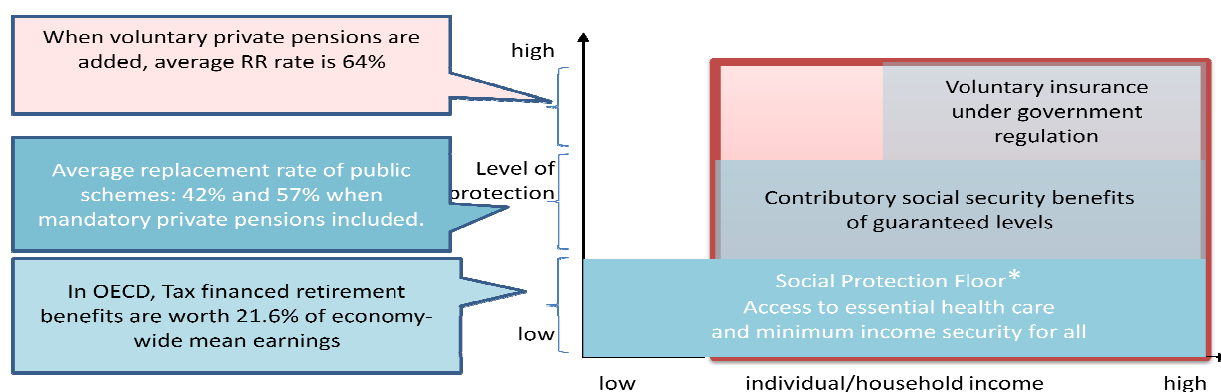 When voluntary private pensions are
added, average RR rate is 64%
Average replacement rate of public
schemes: 42% and 57% when
mandatory private pensions included.
In OECD, Tax financed retirement
benefits are worth 21.6% of economy-
wide mean earnings
high
Level of
protection
low
Voluntary insurance
under government
regulation
Contributory social security benefits
of guaranteed levels
Social Protection Floor*
Access to essential health care
and minimum income security for all
low individual/household income high